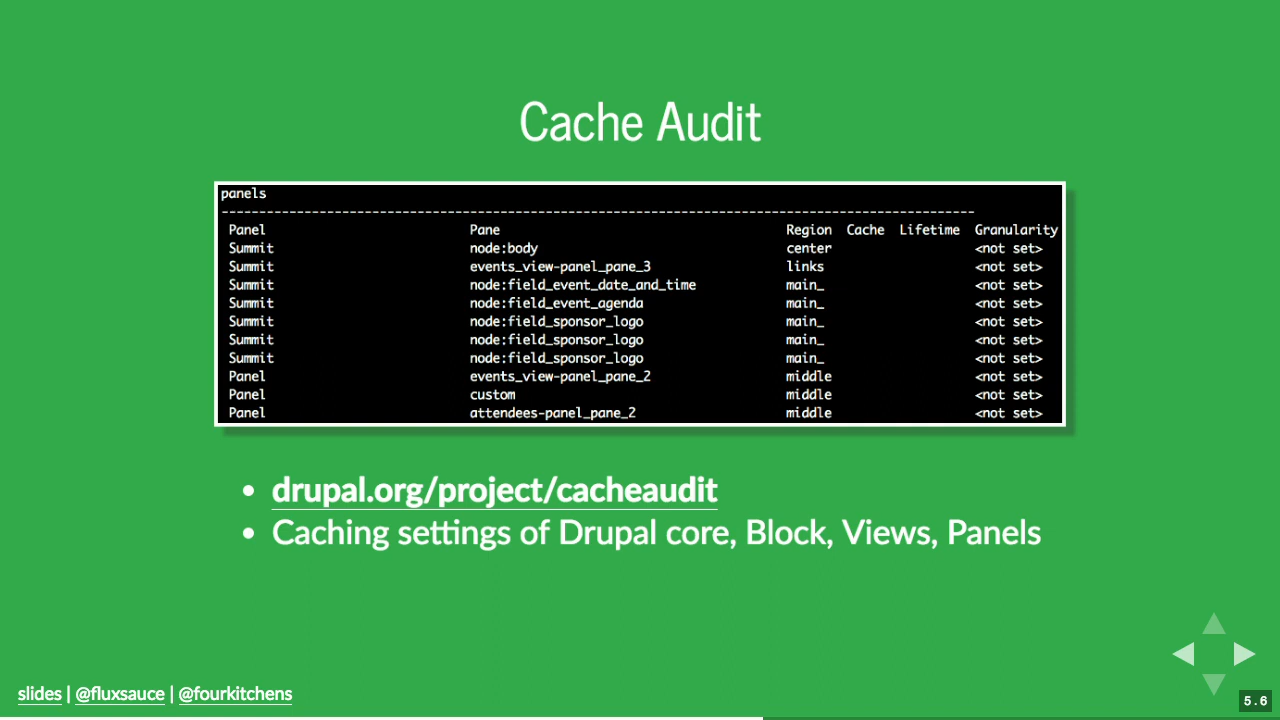 Cache Audit
panels
----------------------------------------------------------------------------------------------------
Panel Pane Region Cache Lifetime Granularity
Summit node:body center <not set>
Summit events_view-panel_pane_3 links <not set>
Summit node:field_event_date_and_time main_ <not set>
Summit node:field_event_agenda main_ <not set>
Summit node:field_sponsor_logo main_ <not set>
Summit node:field_sponsor_logo main_ <not set>
Summit node:field_sponsor_logo main_ <not set>
Panel events_view-panel_pane_2 middle <not set>
Panel custom middle <not set>
Panel attendees-panel_pane_2 middle <not set>
• drupal.org/project/cacheaudit
• Caching settings of Drupal core, Block, Views, Panels
slides | @fluxsauce | @fourkitchens
5.6